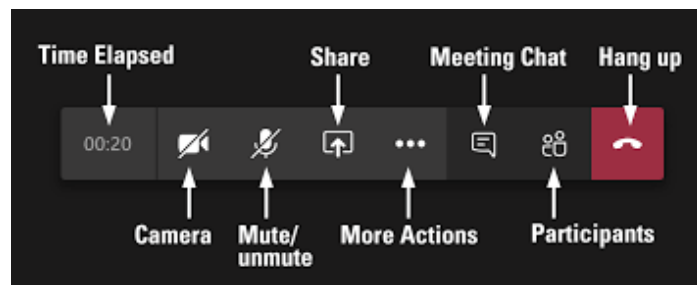 Time Elapsed
Share
Meeting Chat
Hang up
00:20
Camera
Mute/
unmute
More Actions
Participants